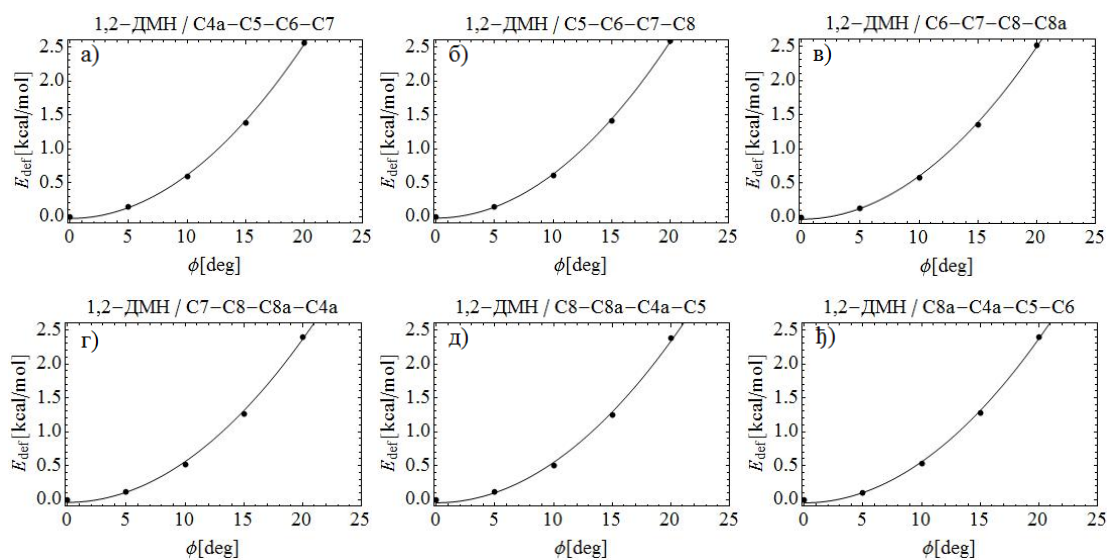 1,2−ДМН / C4a−C5−C6−C7
а)
E_def [kcal/mol]
2.5
2.0
1.5
1.0
0.5
0.0
0 5 10 15 20 25
ϕ[deg]
1,2−ДМН / C5−C6−C7−C8
б)
E_def [kcal/mol]
2.5
2.0
1.5
1.0
0.5
0.0
0 5 10 15 20 25
ϕ[deg]
1,2−ДМН / C6−C7−C8−C8a
в)
E_def [kcal/mol]
2.5
2.0
1.5
1.0
0.5
0.0
0 5 10 15 20 25
ϕ[deg]
1,2−ДМН / C7−C8−C8a−C4a
г)
E_def [kcal/mol]
2.5
2.0
1.5
1.0
0.5
0.0
0 5 10 15 20 25
ϕ[deg]
1,2−ДМН / C8−C8a−C4a−C5
д)
E_def [kcal/mol]
2.5
2.0
1.5
1.0
0.5
0.0
0 5 10 15 20 25
ϕ[deg]
1,2−ДМН / C8a−C4a−C5−C6
ђ)
E_def [kcal/mol]
2.5
2.0
1.5
1.0
0.5
0.0
0 5 10 15 20 25
ϕ[deg]